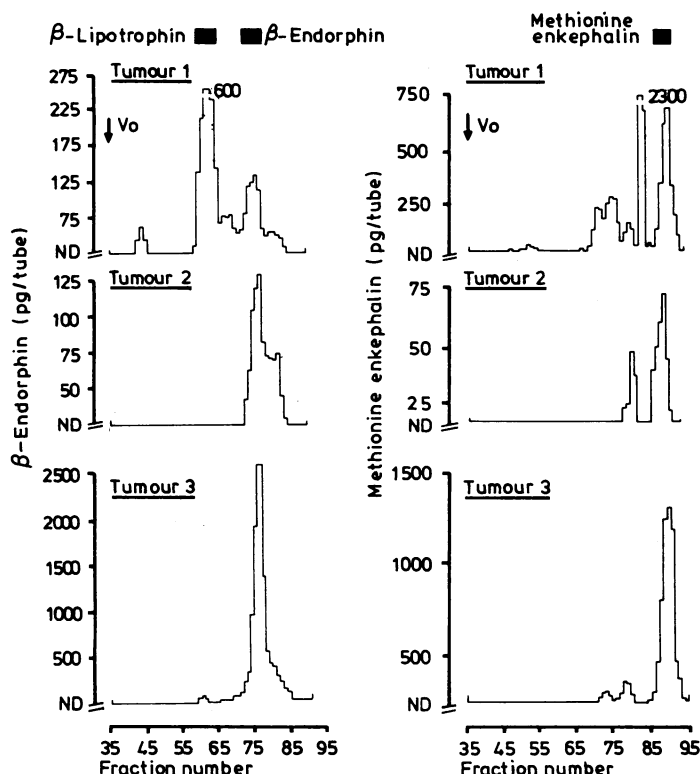 β-Lipotrophin
β-Endorphin
Tumour 1
600
Vo
275
225
175
125
75
ND
Tumour 2
125
100
75
50
ND
Tumour 3
2500
2000
1000
500
ND
β-Endorphin (pg/tube)
35 45 55 65 75 85 95
Fraction number
Methionine
enkephalin
Tumour 1
2300
Vo
750
500
250
ND
Tumour 2
75
50
25
ND
Tumour 3
1500
1000
500
ND
Methionine enkephalin (pg/tube)
35 45 55 65 75 85 95
Fraction number